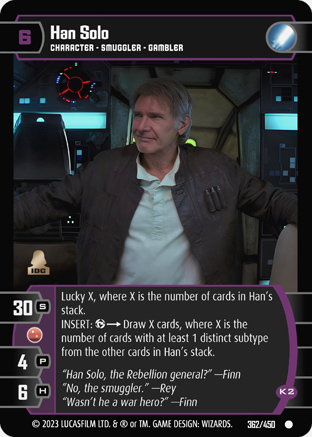 6
Han Solo
CHARACTER - SMUGGLER - GAMBLER
IDC
30 S
4 P
6 H
Lucky X, where X is the number of cards in Han's
stack.
INSERT: → Draw X cards, where X is the
number of cards with at least 1 distinct subtype
from the other cards in Han's stack.
"Han Solo, the Rebellion general?" —Finn
"No, the smuggler." —Rey
"Wasn't he a war hero?" —Finn
K2
© 2023 LUCASFILM LTD. & ® or TM. GAME DESIGN: WIZARDS. 362/450